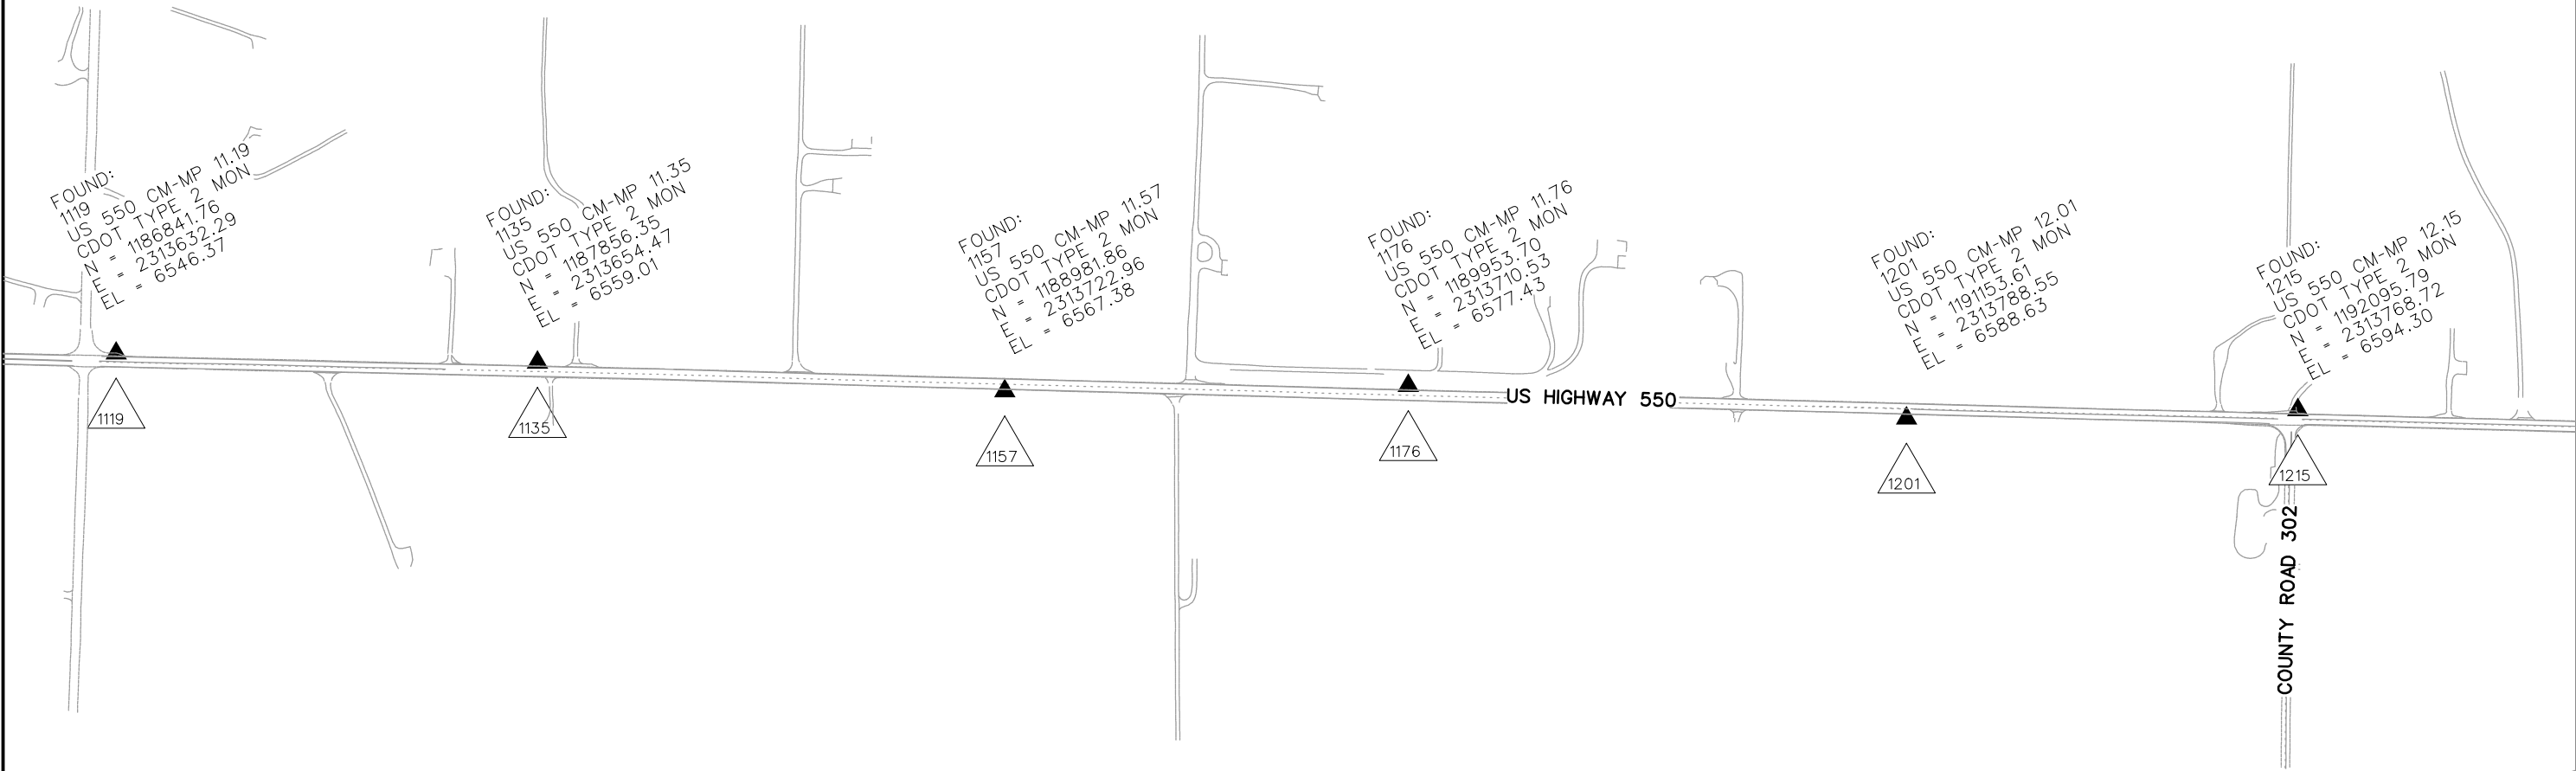 FOUND:
1119
US 550 CM-MP 11.19
CDOT TYPE 2 MON
N = 1186841.76
E = 2313632.29
EL = 6546.37
FOUND:
1135
US 550 CM-MP 11.35
CDOT TYPE 2 MON
N = 1187856.35
E = 2313654.47
EL = 6559.01
FOUND:
1157
US 550 CM-MP 11.57
CDOT TYPE 2 MON
N = 1188981.86
E = 2313722.96
EL = 6567.38
FOUND:
1176
US 550 CM-MP 11.76
CDOT TYPE 2 MON
N = 1189953.70
E = 2313710.53
EL = 6577.43
FOUND:
1201
US 550 CM-MP 12.01
CDOT TYPE 2 MON
N = 1191153.61
E = 2313788.55
EL = 6588.63
FOUND:
1215
US 550 CM-MP 12.15
CDOT TYPE 2 MON
N = 1192095.79
E = 2313768.72
EL = 6594.30
US HIGHWAY 550
1119
1135
1157
1176
1201
1215
COUNTY ROAD 302